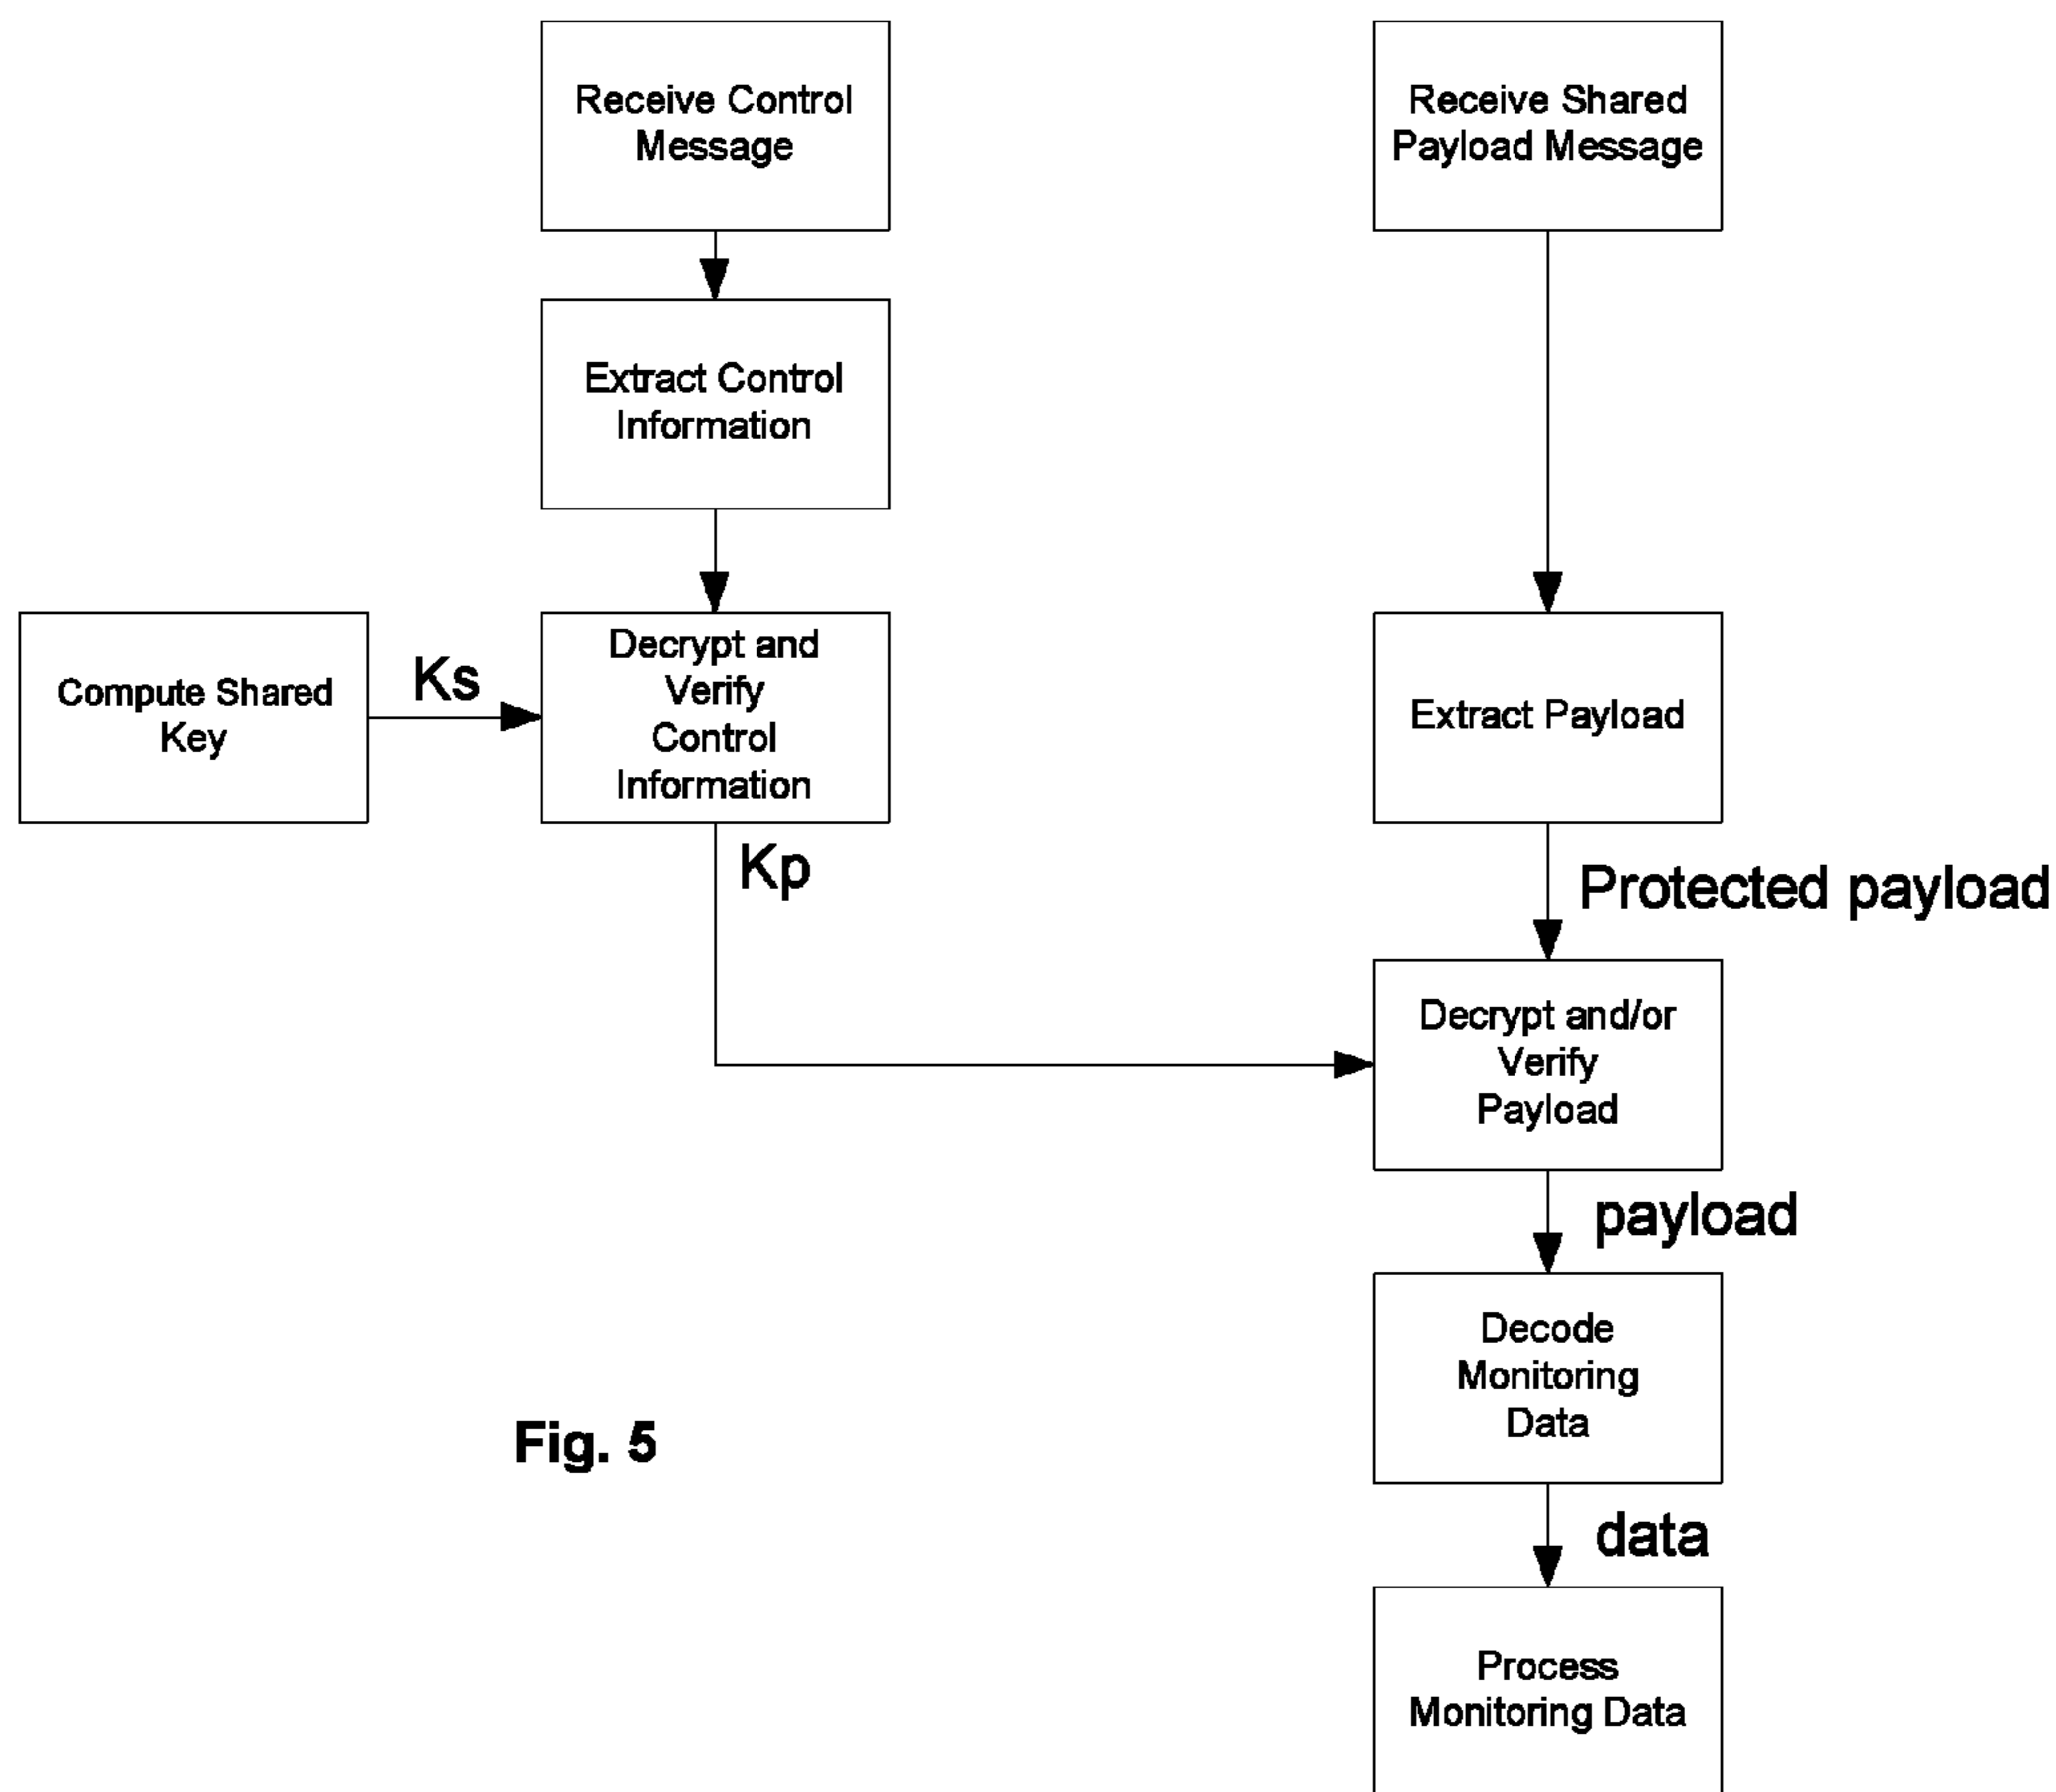 Receive Control
Message
Receive Shared
Payload Message
Extract Control
Information
Compute Shared
Key
Ks
Decrypt and
Verify
Control
Information
Extract Payload
Kp
Protected payload
Decrypt and/or
Verify
Payload
payload
Decode
Monitoring
Data
Fig. 5
data
Process
Monitoring Data